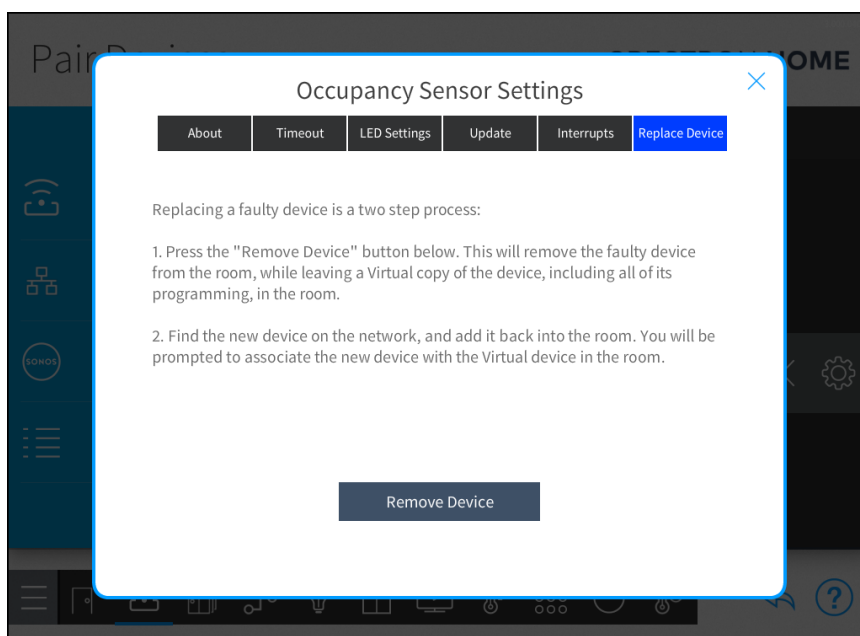 Pair
OME
Occupancy Sensor Settings
About
Timeout
LED Settings
Update
Interrupts
Replace Device
Replacing a faulty device is a two step process:
1. Press the "Remove Device" button below. This will remove the faulty device
from the room, while leaving a Virtual copy of the device, including all of its
programming, in the room.
2. Find the new device on the network, and add it back into the room. You will be
prompted to associate the new device with the Virtual device in the room.
SONOS
Remove Device
?